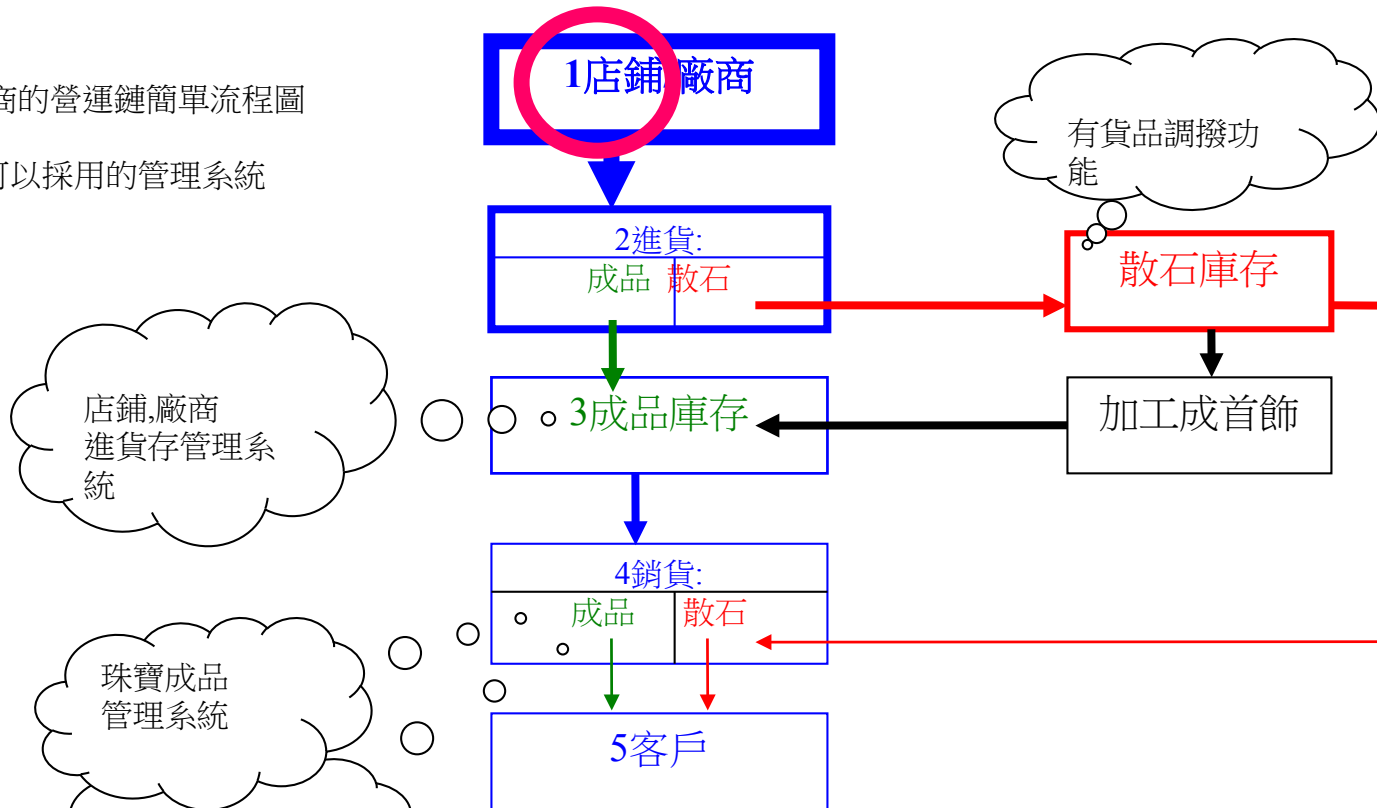 1店鋪,廠商
商的營運鏈簡單流程圖
可以採用的管理系統
有貨品調撥功
能
2進貨:
成品 散石
散石庫存
店鋪,廠商
進貨存管理系
統
3成品庫存
加工成首飾
4銷貨:
成品 散石
珠寶成品
管理系統
5客戶